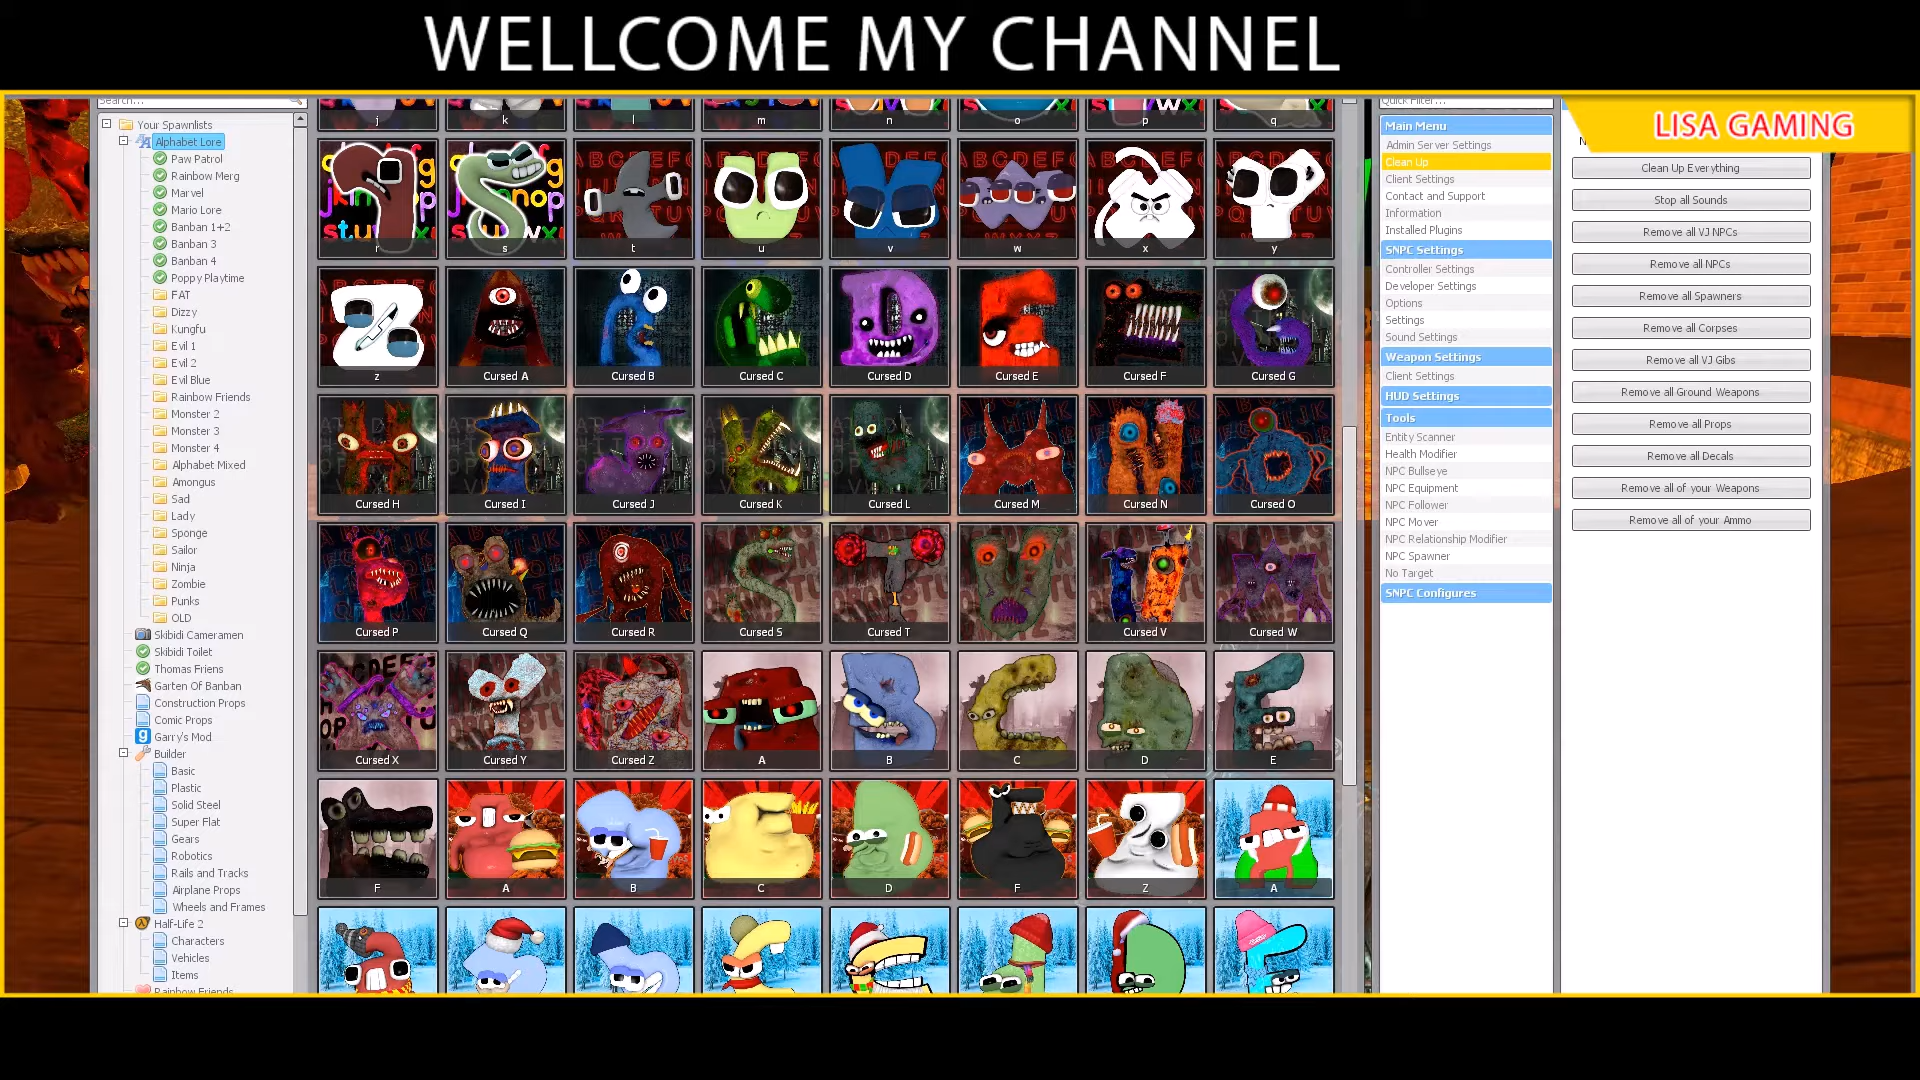 WELLCOME MY CHANNEL
LISA GAMING
Search...
Your Spawnlists
Alphabet Lore
Paw Patrol
Rainbow Merg
Marvel
Mario Lore
Banban 1+2
Banban 3
Banban 4
Poppy Playtime
FAT
Dizzy
Kungfu
Evil 1
Evil 2
Evil Blue
Rainbow Friends
Monster 2
Monster 3
Monster 4
Alphabet Mixed
Amongus
Sad
Lady
Sponge
Sailor
Ninja
Zombie
Punks
OLD
Skibidi Cameramen
Skibidi Toilet
Thomas Friens
Garten Of Banban
Construction Props
Comic Props
Garry's Mod
Builder
Basic
Plastic
Solid Steel
Super Flat
Gears
Robotics
Rails and Tracks
Airplane Props
Wheels and Frames
Half-Life 2
Characters
Vehicles
Items
Rainbow Friends
j k l m n o p q
r s t u v w x y
z Cursed A Cursed B Cursed C Cursed D Cursed E Cursed F Cursed G
Cursed H Cursed I Cursed J Cursed K Cursed L Cursed M Cursed N Cursed O
Cursed P Cursed Q Cursed R Cursed S Cursed T Cursed V Cursed W
Cursed X Cursed Y Cursed Z A B C D E
F A B C D F Z A
Quick Filter...
Main Menu
Admin Server Settings
Clean Up
Client Settings
Contact and Support
Information
Installed Plugins
SNPC Settings
Controller Settings
Developer Settings
Options
Settings
Sound Settings
Weapon Settings
Client Settings
HUD Settings
Tools
Entity Scanner
Health Modifier
NPC Bullseye
NPC Equipment
NPC Follower
NPC Mover
NPC Relationship Modifier
NPC Spawner
No Target
SNPC Configures
Clean Up Everything
Stop all Sounds
Remove all VJ NPCs
Remove all NPCs
Remove all Spawners
Remove all Corpses
Remove all VJ Gibs
Remove all Ground Weapons
Remove all Props
Remove all Decals
Remove all of your Weapons
Remove all of your Ammo